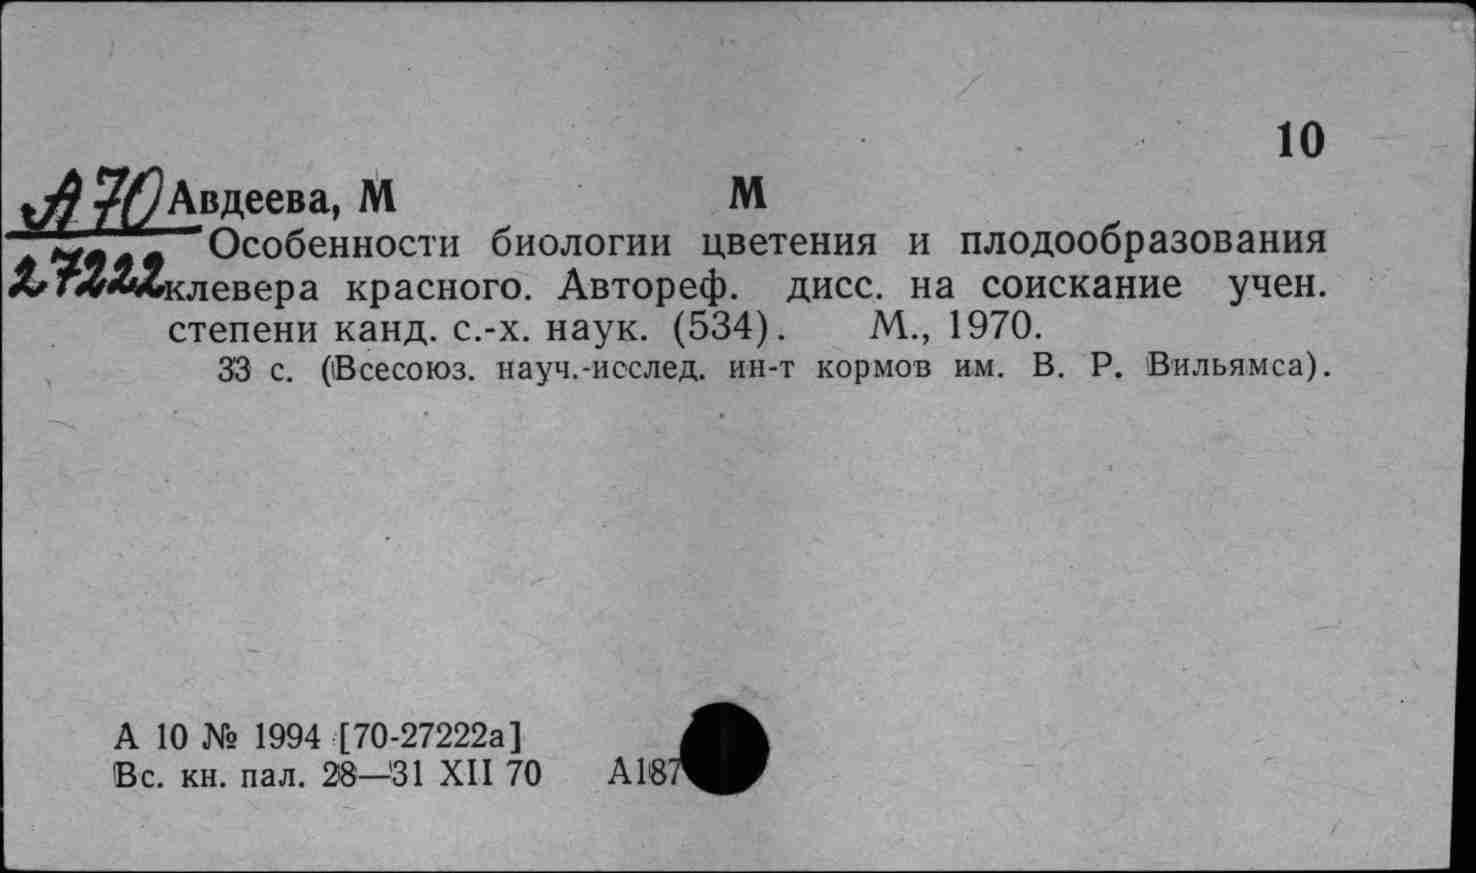 10
А70 Авдеева, М М
Особенности биологии цветения и плодообразования
27222 клевера красного. Автореф. дисс. на соискание учен.
степени канд. с.-х. наук. (534). М., 1970.
33 с. (Всесоюз. науч.-исслед. ин-т кормов им. В. Р. Вильямса).
А 10 № 1994 [70-27222а]
Вс. кн. пал. 28—31 XII 70 А187